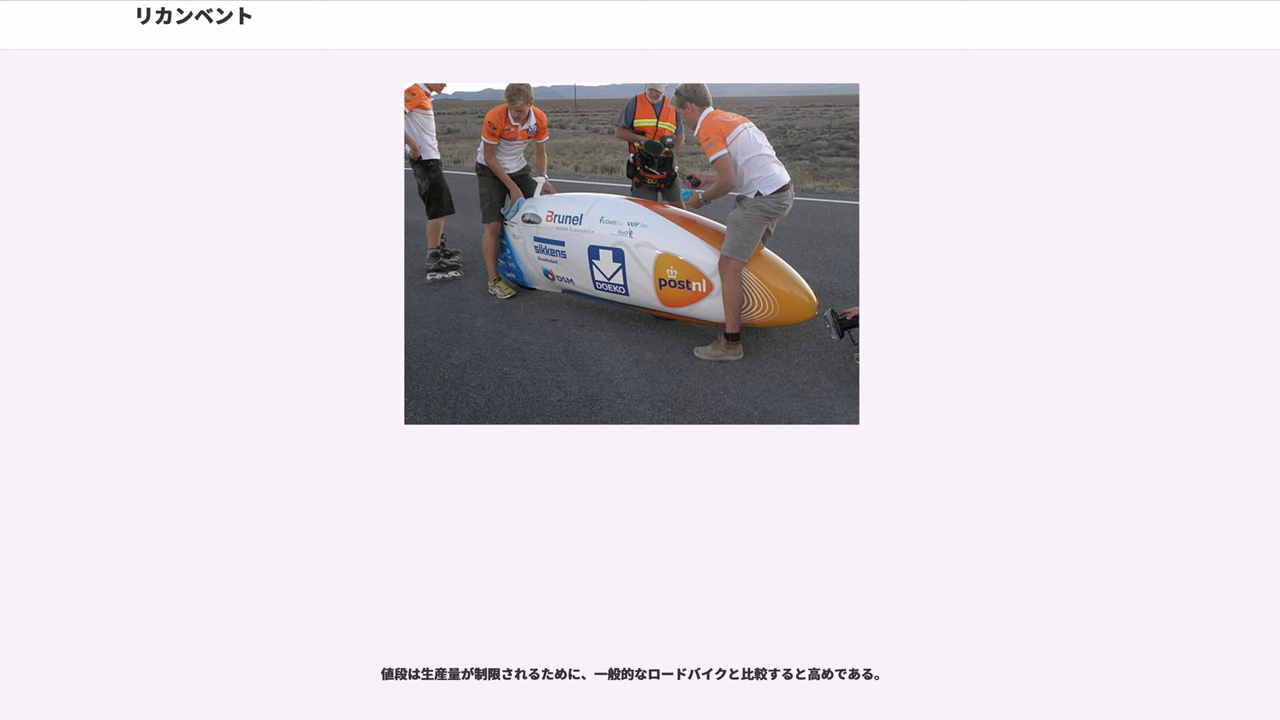 リカンベント
Brunel
sikkens
DSM
DOEKO
postnl
値段は生産量が制限されるために、一般的なロードバイクと比較すると高めである。